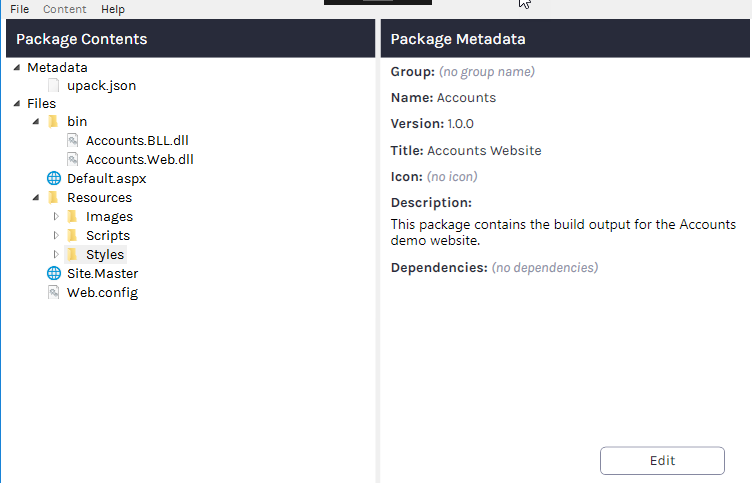 File Content Help
Package Contents
Metadata
upack.json
Files
bin
Accounts.BLL.dll
Accounts.Web.dll
Default.aspx
Resources
Images
Scripts
Styles
Site.Master
Web.config
Package Metadata
Group: (no group name)
Name: Accounts
Version: 1.0.0
Title: Accounts Website
Icon: (no icon)
Description:
This package contains the build output for the Accounts
demo website.
Dependencies: (no dependencies)
Edit